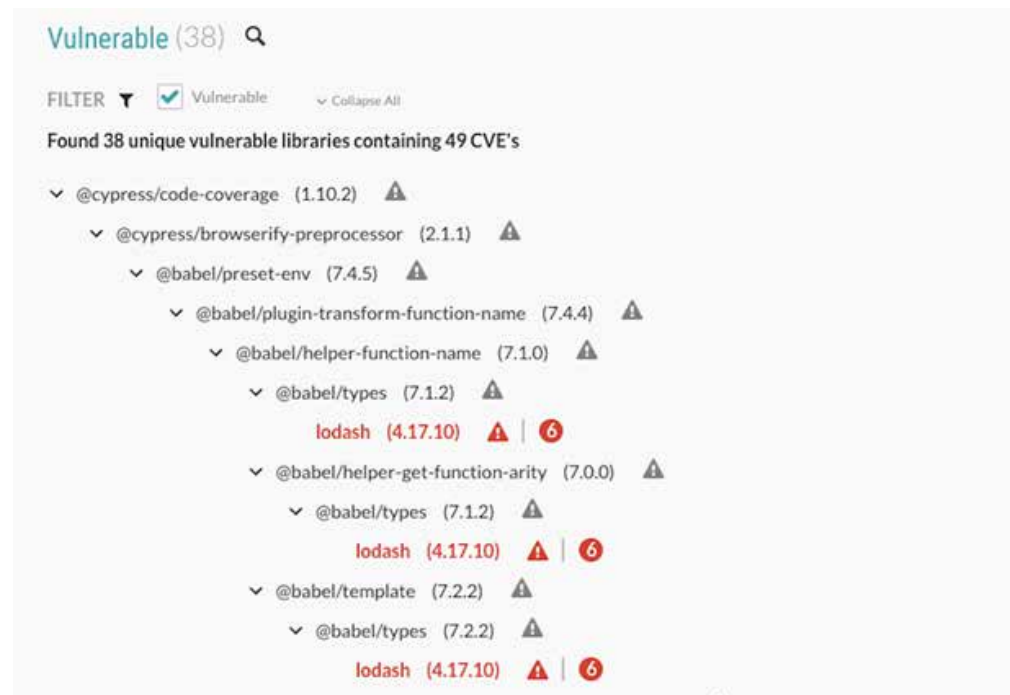 Vulnerable (38)
FILTER Vulnerable Collapse All
Found 38 unique vulnerable libraries containing 49 CVE's
@cypress/code-coverage (1.10.2)
@cypress/browserify-preprocessor (2.1.1)
@babel/preset-env (7.4.5)
@babel/plugin-transform-function-name (7.4.4)
@babel/helper-function-name (7.1.0)
@babel/types (7.1.2)
lodash (4.17.10) | 6
@babel/helper-get-function-arity (7.0.0)
@babel/types (7.1.2)
lodash (4.17.10) | 6
@babel/template (7.2.2)
@babel/types (7.2.2)
lodash (4.17.10) | 6